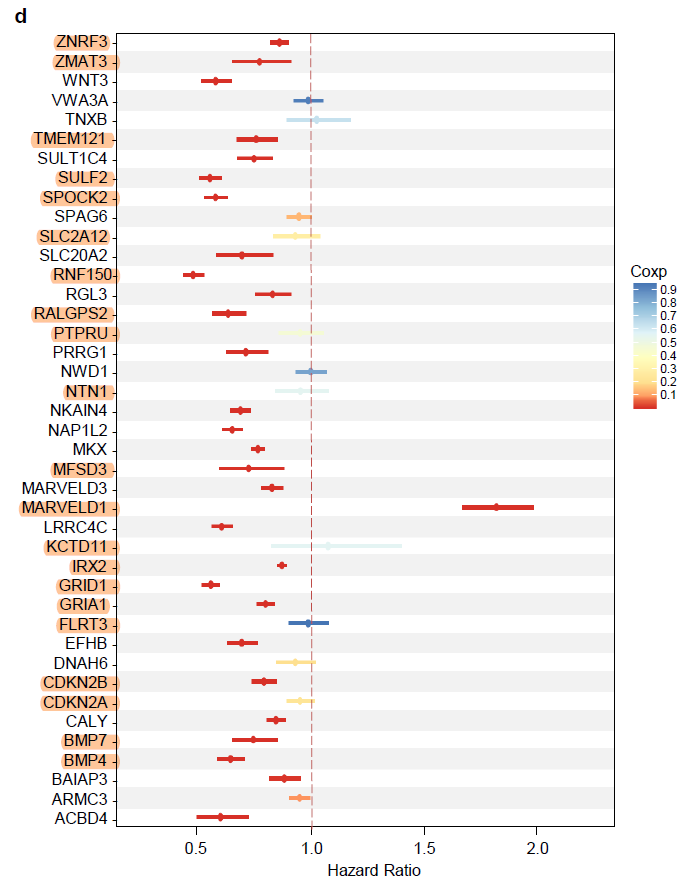 d
ZNRF3
ZMAT3
WNT3
VWA3A
TNXB
TMEM121
SULT1C4
SULF2
SPOCK2
SPAG6
SLC2A12
SLC20A2
RNF150
RGL3
RALGPS2
PTPRU
PRRG1
NWD1
NTN1
NKAIN4
NAP1L2
MKX
MFSD3
MARVELD3
MARVELD1
LRRC4C
KCTD11
IRX2
GRID1
GRIA1
FLRT3
EFHB
DNAH6
CDKN2B
CDKN2A
CALY
BMP7
BMP4
BAIAP3
ARMC3
ACBD4
0.5 1.0 1.5 2.0
Hazard Ratio
Coxp
0.9
0.8
0.7
0.6
0.5
0.4
0.3
0.2
0.1